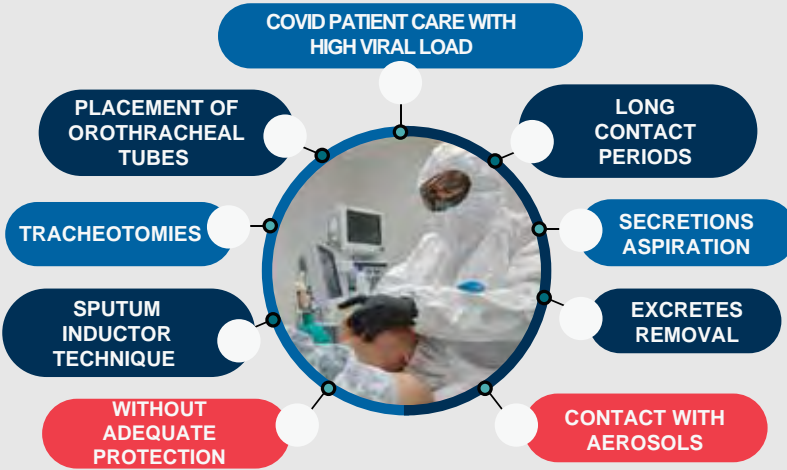 COVID PATIENT CARE WITH
HIGH VIRAL LOAD
PLACEMENT OF
OROTHRACHEAL
TUBES
LONG
CONTACT
PERIODS
TRACHEOTOMIES
SECRETIONS
ASPIRATION
SPUTUM
INDUCTOR
TECHNIQUE
EXCRETES
REMOVAL
WITHOUT
ADEQUATE
PROTECTION
CONTACT WITH
AEROSOLS